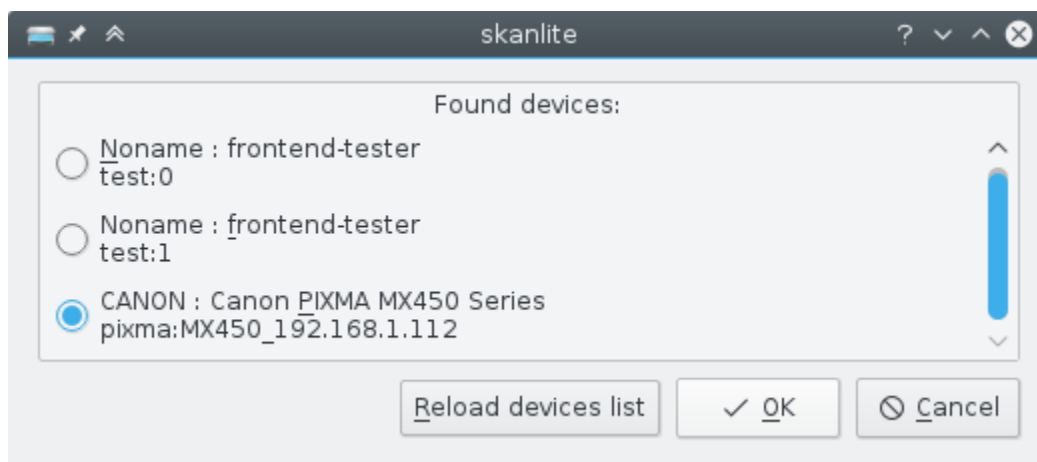 skanlite
Found devices:
Noname : frontend-tester
test:0
Noname : frontend-tester
test:1
CANON : Canon PIXMA MX450 Series
pixma:MX450_192.168.1.112
Reload devices list
OK
Cancel